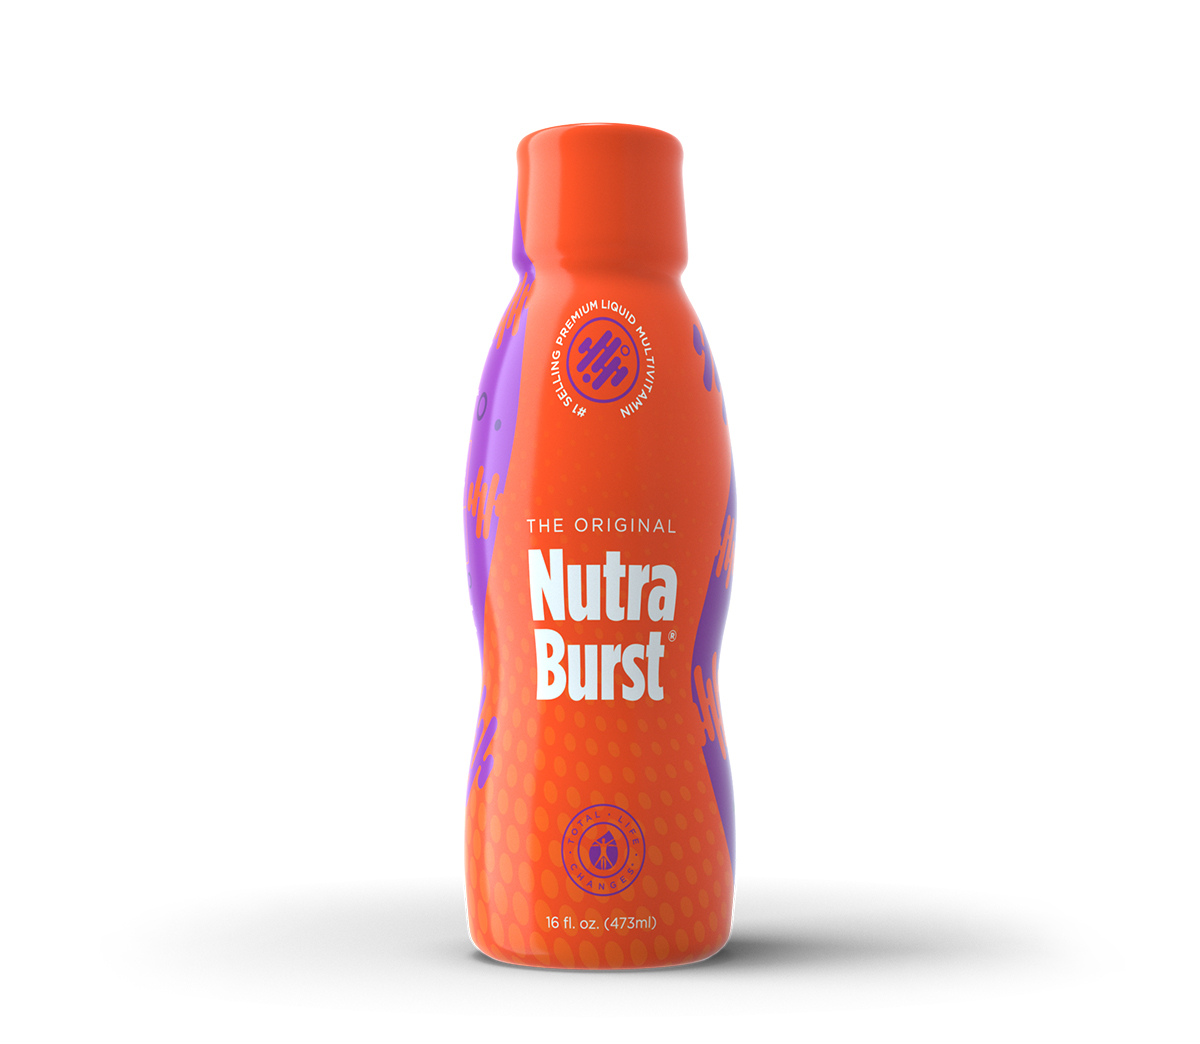 #1 SELLING PREMIUM LIQUID MULTIVITAMIN
THE ORIGINAL
Nutra
Burst®
TOTAL • LIFE • CHANGES •
16 fl. oz. (473ml)